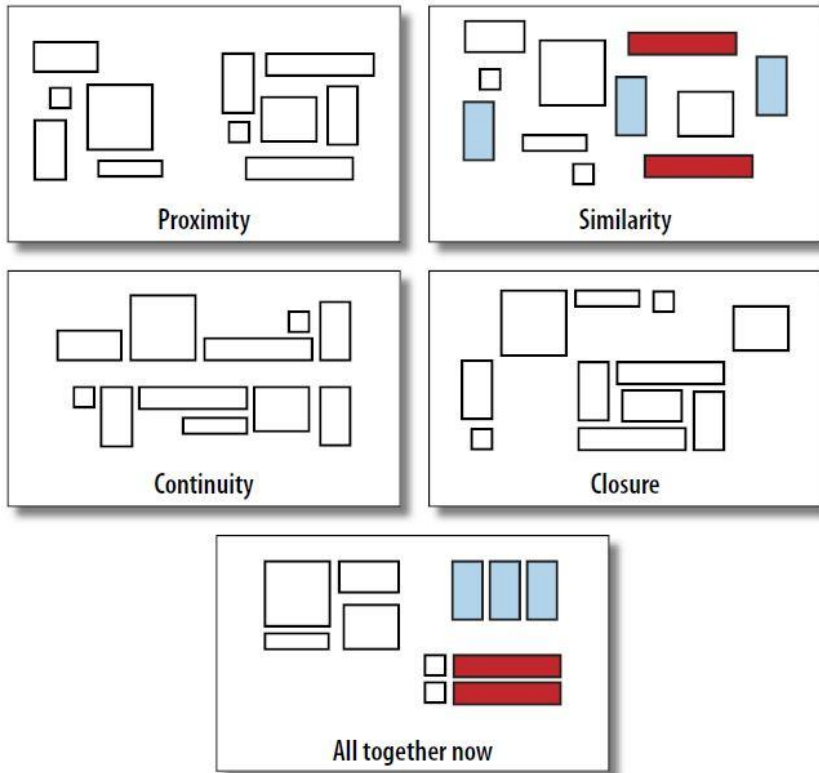 Proximity
Similarity
Continuity
Closure
All together now